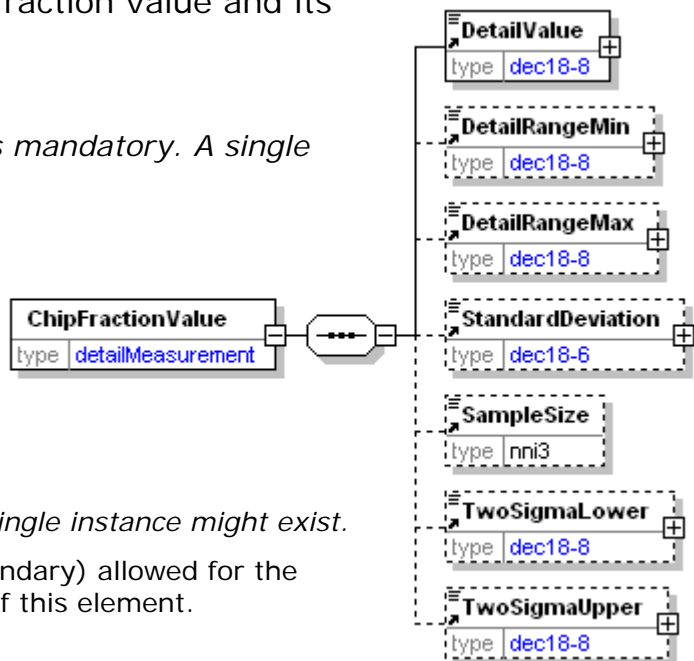 fraction value and its
s mandatory. A single
ingle instance might exist.
ndary) allowed for the
f this element.
ChipFractionValue
type detailMeasurement
DetailValue
type dec18-8
DetailRangeMin
type dec18-8
DetailRangeMax
type dec18-8
StandardDeviation
type dec18-6
SampleSize
type nni3
TwoSigmaLower
type dec18-8
TwoSigmaUpper
type dec18-8